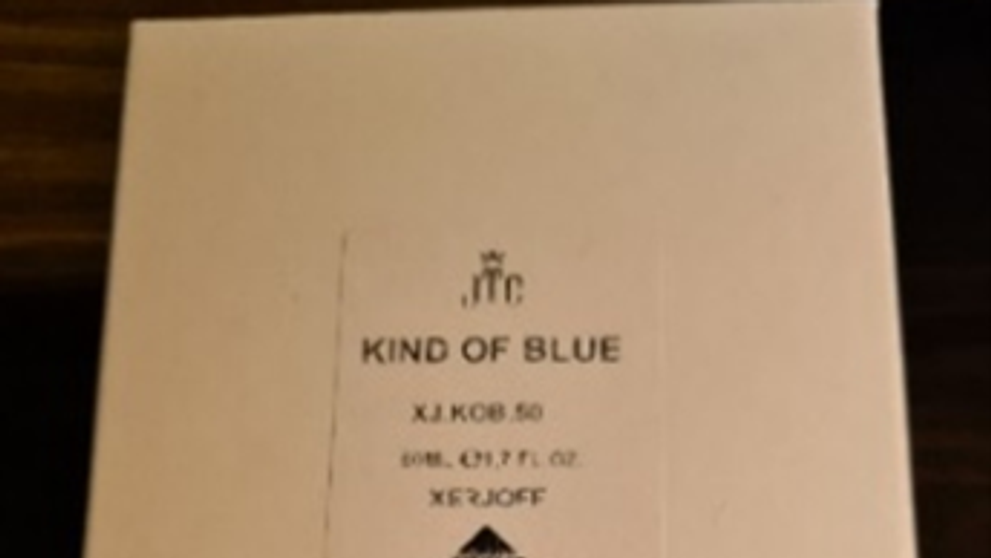 JTC
KIND OF BLUE
XJ.KOB.50
50ML ℮1,7 FL OZ.
XERJOFF